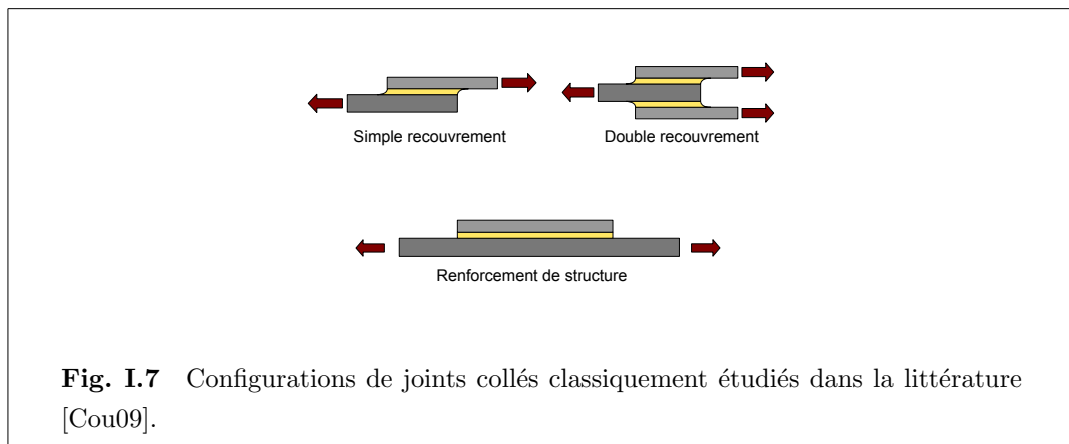 Simple recouvrement
Double recouvrement
Renforcement de structure
Fig. I.7 Configurations de joints collés classiquement étudiés dans la littérature
[Cou09].